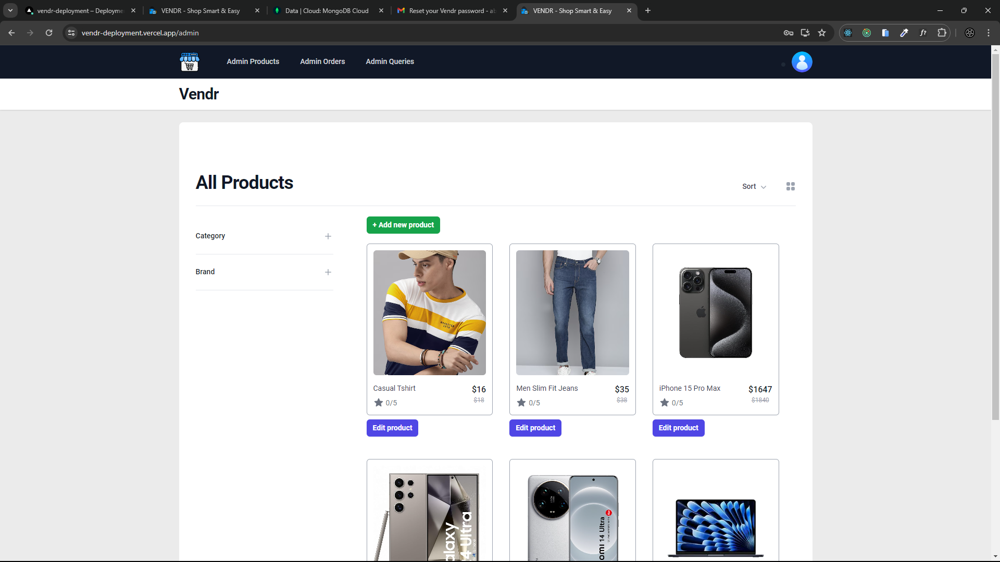 vendr-deployment – Deployme
VENDR - Shop Smart & Easy
Data | Cloud: MongoDB Cloud
Reset your Vendr password - ab
VENDR - Shop Smart & Easy
vendr-deployment.vercel.app/admin
Admin Products
Admin Orders
Admin Queries
Vendr
All Products
Sort
Category
Brand
+ Add new product
ROADSTER
Casual Tshirt
$16
0/5
$18
Edit product
Men Slim Fit Jeans
$35
0/5
$38
Edit product
iPhone 15 Pro Max
$1647
0/5
$1840
Edit product
alaxy
4 Ultra
omi 14 Ultra